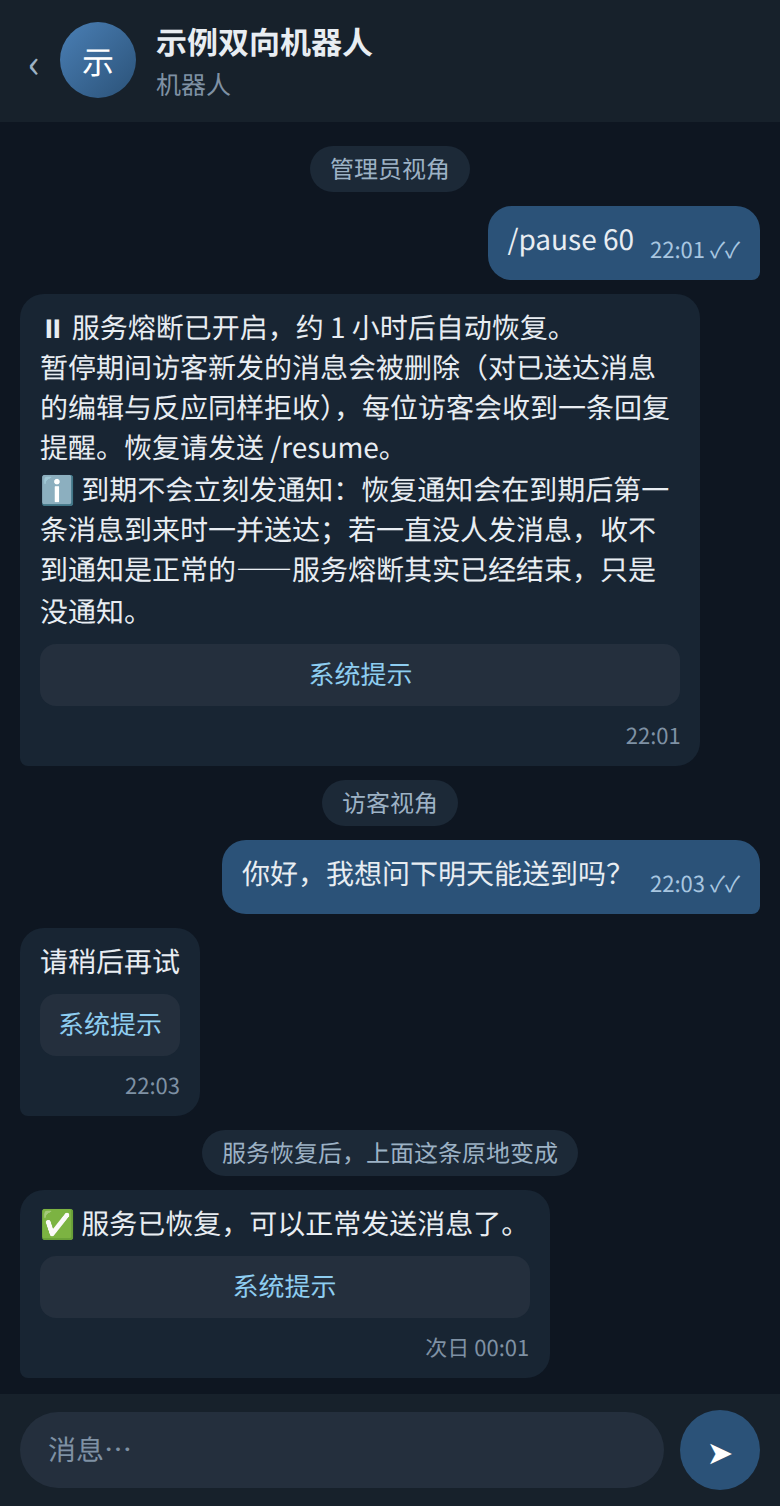 示
示例双向机器人
机器人
管理员视角
/pause 60 22:01 ✓✓
⏸ 服务熔断已开启，约 1 小时后自动恢复。
暂停期间访客新发的消息会被删除（对已送达消息
的编辑与反应同样拒收），每位访客会收到一条回复
提醒。恢复请发送 /resume。
ℹ️ 到期不会立刻发通知：恢复通知会在到期后第一
条消息到来时一并送达；若一直没人发消息，收不
到通知是正常的——服务熔断其实已经结束，只是
没通知。
系统提示
22:01
访客视角
你好，我想问下明天能送到吗？ 22:03 ✓✓
请稍后再试
系统提示
22:03
服务恢复后，上面这条原地变成
✅ 服务已恢复，可以正常发送消息了。
系统提示
次日 00:01
消息…